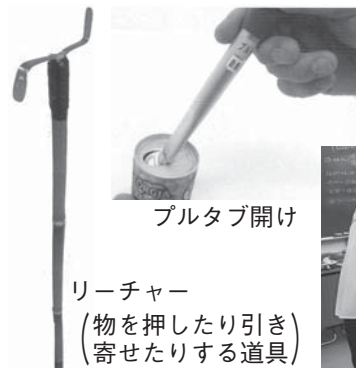 プルタブ開け
リーチャー
(物を押したり引き
寄せたりする道具)